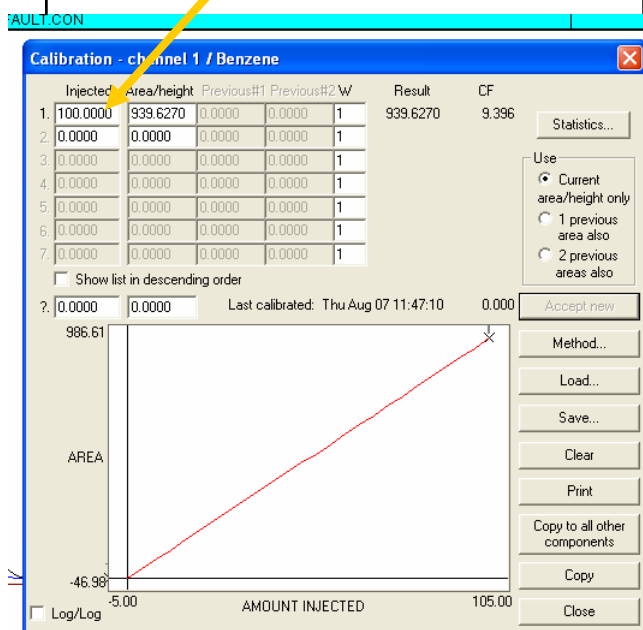 FAULT.CON
Calibration - channel 1 / Benzene
Injected Area/height Previous#1 Previous#2 W Result CF
1. 100.0000 939.6270 0.0000 0.0000 1 939.6270 9.396
2. 0.0000 0.0000 0.0000 0.0000 1
3. 0.0000 0.0000 0.0000 0.0000 1
4. 0.0000 0.0000 0.0000 0.0000 1
5. 0.0000 0.0000 0.0000 0.0000 1
6. 0.0000 0.0000 0.0000 0.0000 1
7. 0.0000 0.0000 0.0000 0.0000 1
Show list in descending order
?. 0.0000 0.0000 Last calibrated: Thu Aug 07 11:47:10 0.000
986.61
AREA
-46.98
-5.00 AMOUNT INJECTED 105.00
Log/Log
Statistics...
Use
Current
area/height only
1 previous
area also
2 previous
areas also
Accept new
Method...
Load...
Save...
Clear
Print
Copy to all other
components
Copy
Close